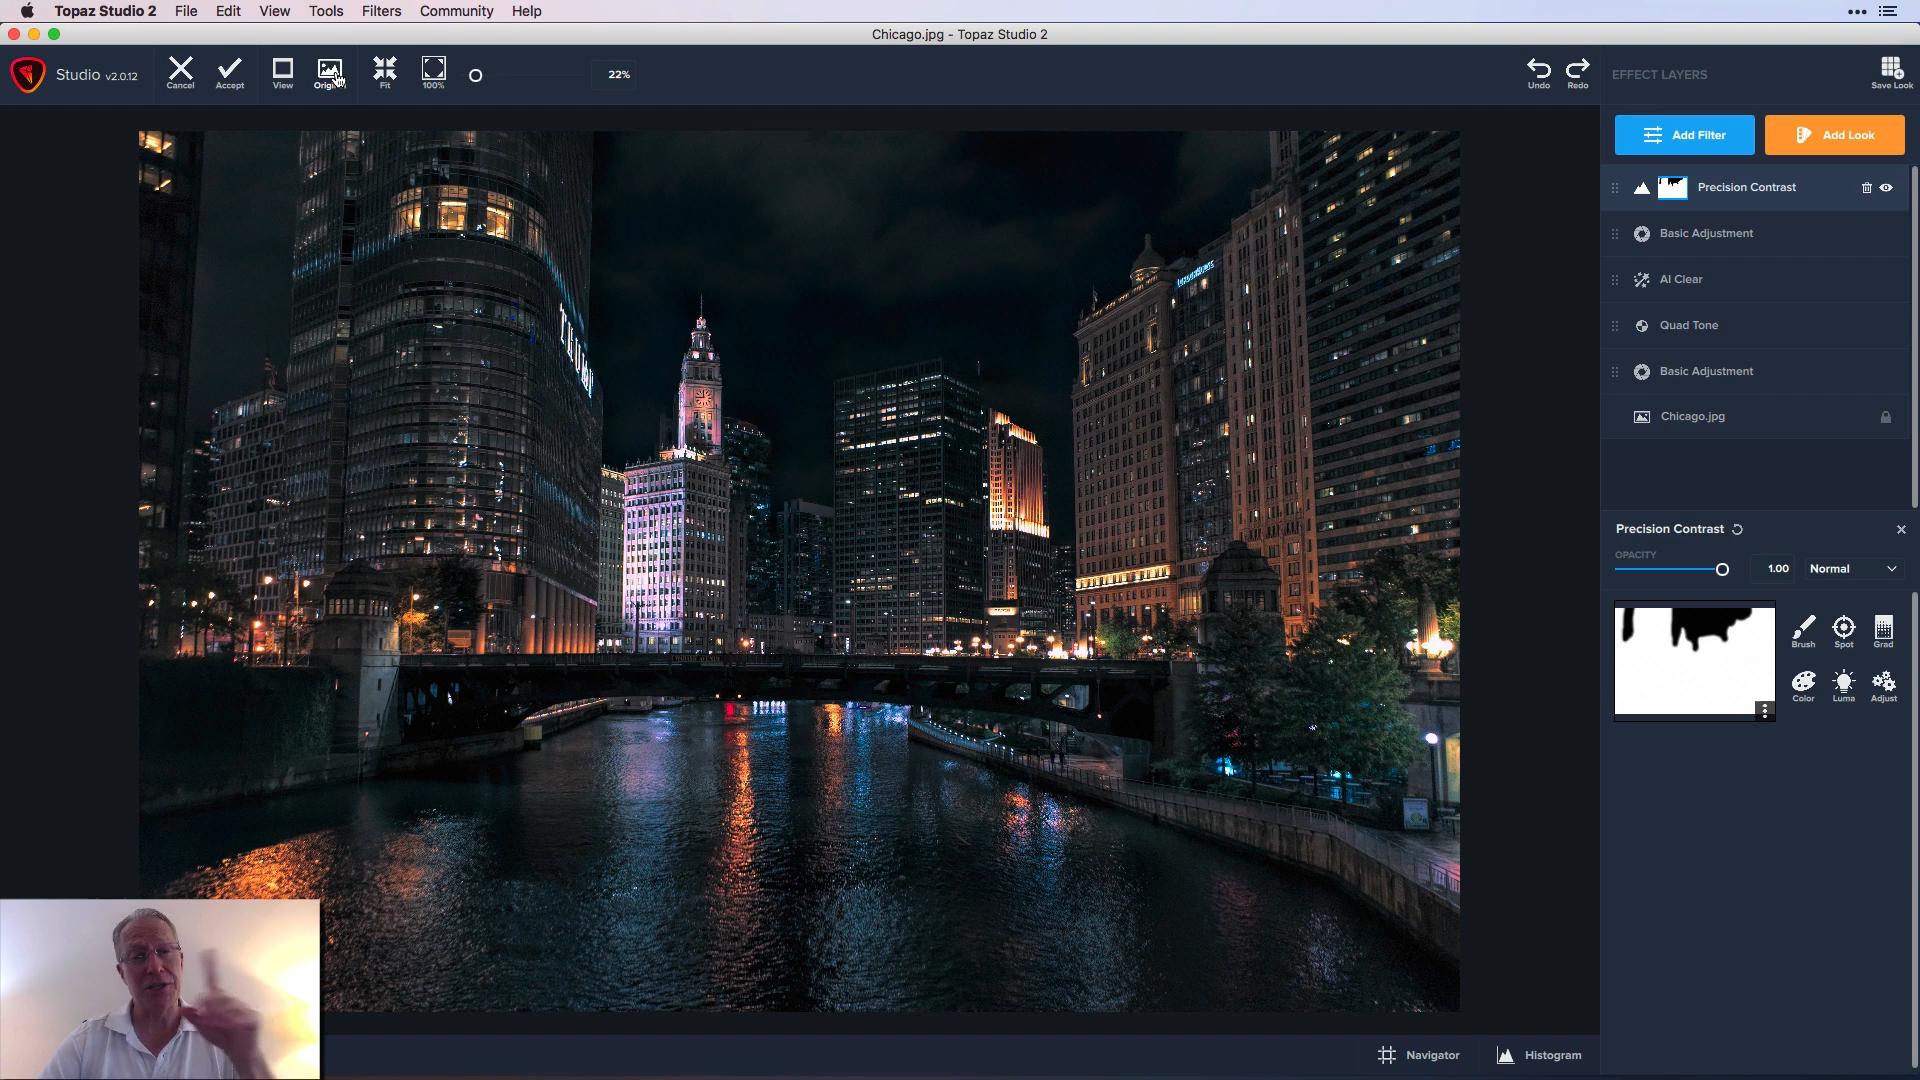 Topaz Studio 2 File Edit View Tools Filters Community Help
Chicago.jpg - Topaz Studio 2
Studio v2.0.12
Cancel Accept View Fit 100% 22% Undo Redo
EFFECT LAYERS
Save Look
Add Filter Add Look
Precision Contrast
Basic Adjustment
AI Clear
Quad Tone
Basic Adjustment
Chicago.jpg
Precision Contrast
OPACITY
1.00 Normal
Brush Spot Grad
Color Luma Adjust
Navigator Histogram